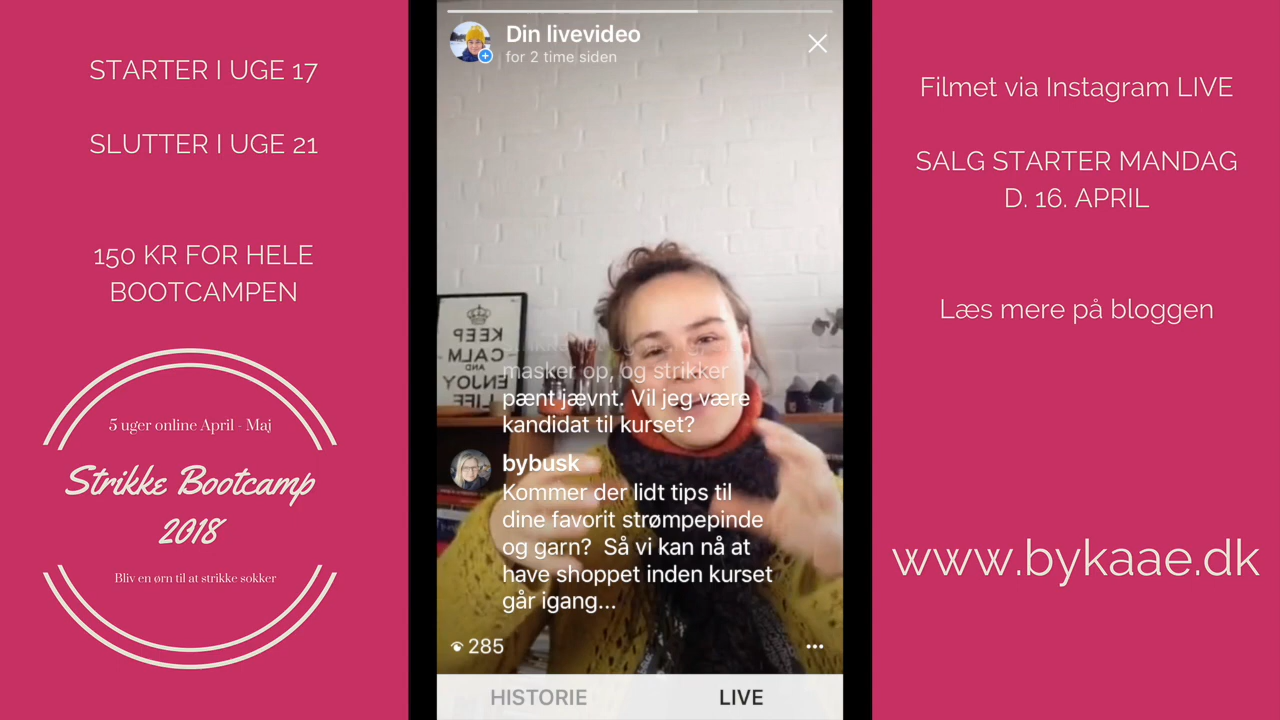 STARTER I UGE 17
SLUTTER I UGE 21
150 KR FOR HELE
BOOTCAMPEN
5 uger online April - Maj
Strikke Bootcamp
2018
Bliv en ørn til at strikke sokker
Din livevideo
for 2 time siden
KEEP
CALM
AND
ENJOY
LIFE
masker op, og strikker
pænt jævnt. Vil jeg være
kandidat til kurset?
bybusk
Kommer der lidt tips til
dine favorit strømpepinde
og garn?  Så vi kan nå at
have shoppet inden kurset
går igang...
285
HISTORIE
LIVE
Filmet via Instagram LIVE
SALG STARTER MANDAG
D. 16. APRIL
Læs mere på bloggen
www.bykaae.dk